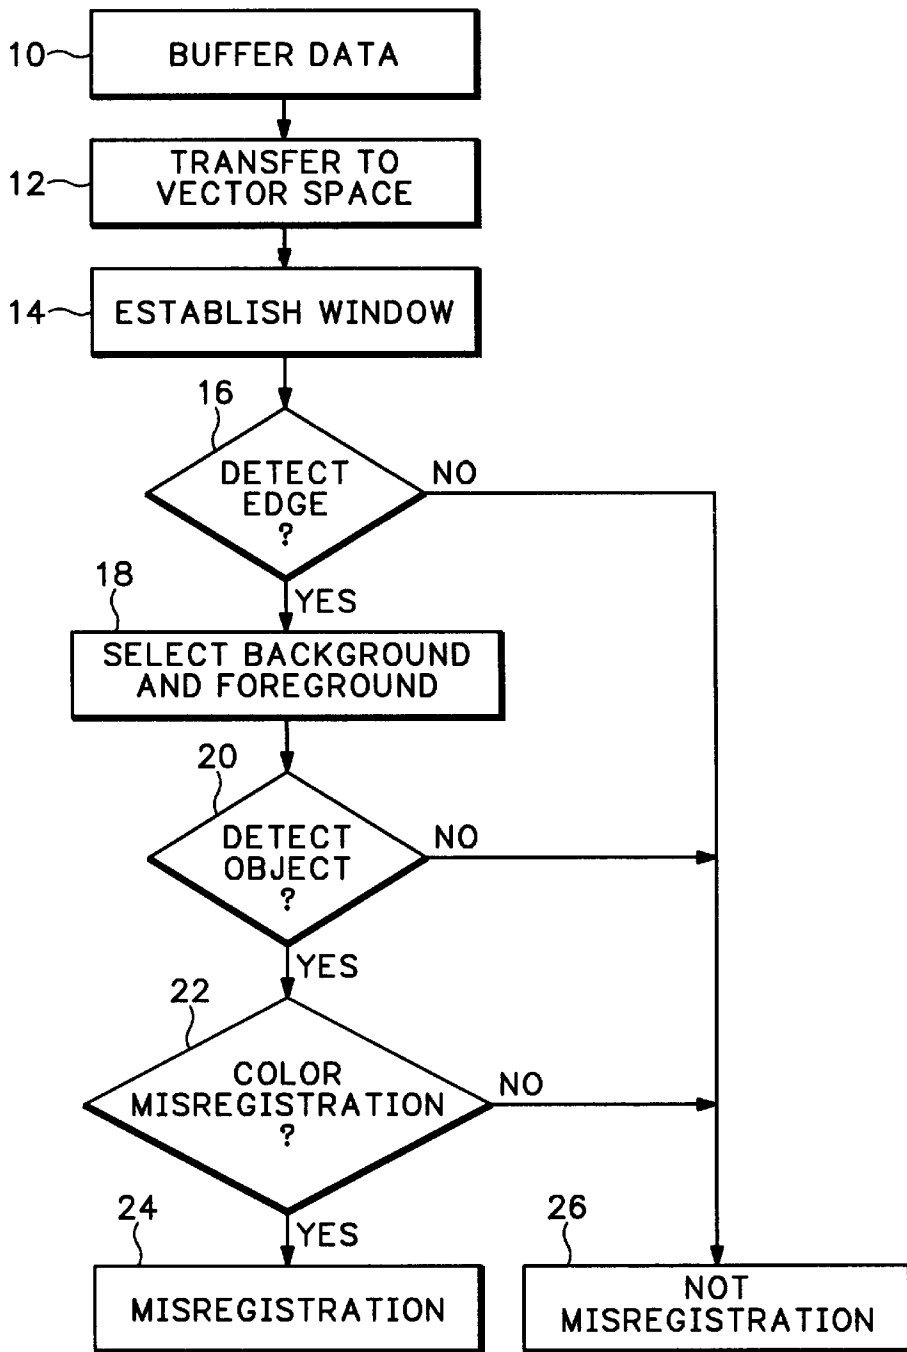 10
BUFFER DATA
12
TRANSFER TO
VECTOR SPACE
14
ESTABLISH WINDOW
16
DETECT
EDGE
?
NO
YES
18
SELECT BACKGROUND
AND FOREGROUND
20
DETECT
OBJECT
?
NO
YES
22
COLOR
MISREGISTRATION
?
NO
YES
24
MISREGISTRATION
26
NOT
MISREGISTRATION